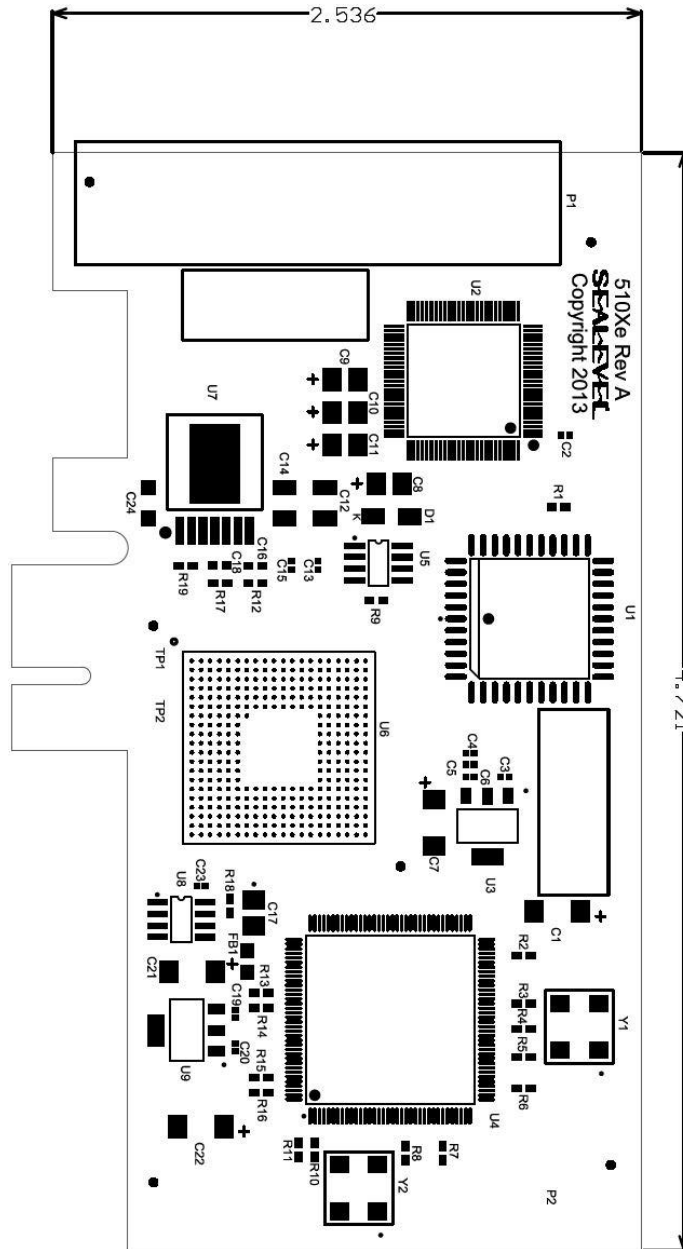 2.536
P1
510Xe Rev A
SEALEVEL
Copyright 2013
U2
C9
C10
C11
U7
C2
C14
C8
C12
K
D1
R1
C24
U5
C16
C18
C15
C13
R19
R17
R12
R9
U1
TP1
TP2
U6
C4
C5
C6
C3
C7
U3
C23
U8
R18
C17
C1
FB1
R2
C21
R13
C19
R14
R3
R4
R5
Y1
U9
C20
R15
R16
R6
U4
C22
R11
R10
R8
R7
Y2
P2